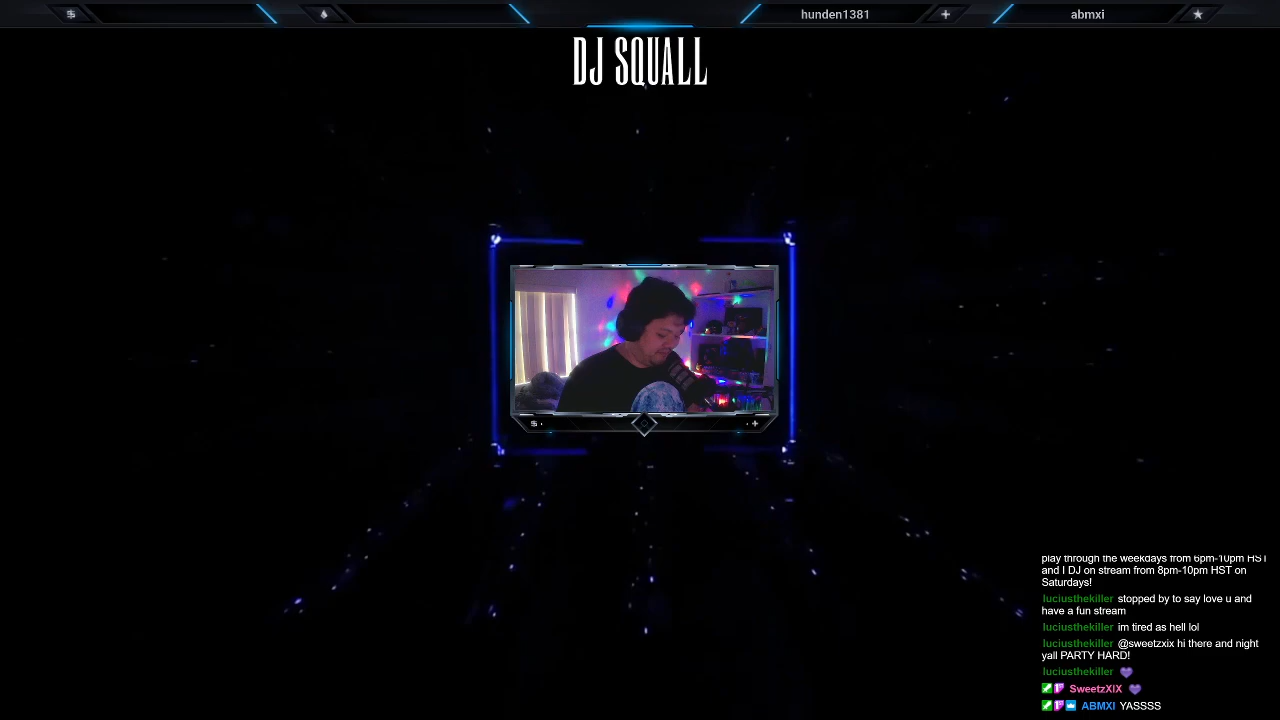 hunden1381
abmxi
DJ SQUALL
play through the weekdays from 6pm-10pm HST
and I DJ on stream from 8pm-10pm HST on
Saturdays!
luciusthekiller stopped by to say love u and
have a fun stream
luciusthekiller im tired as hell lol
luciusthekiller @sweetzxix hi there and night
yall PARTY HARD!
luciusthekiller
SweetzXIX
ABMXI YASSSS